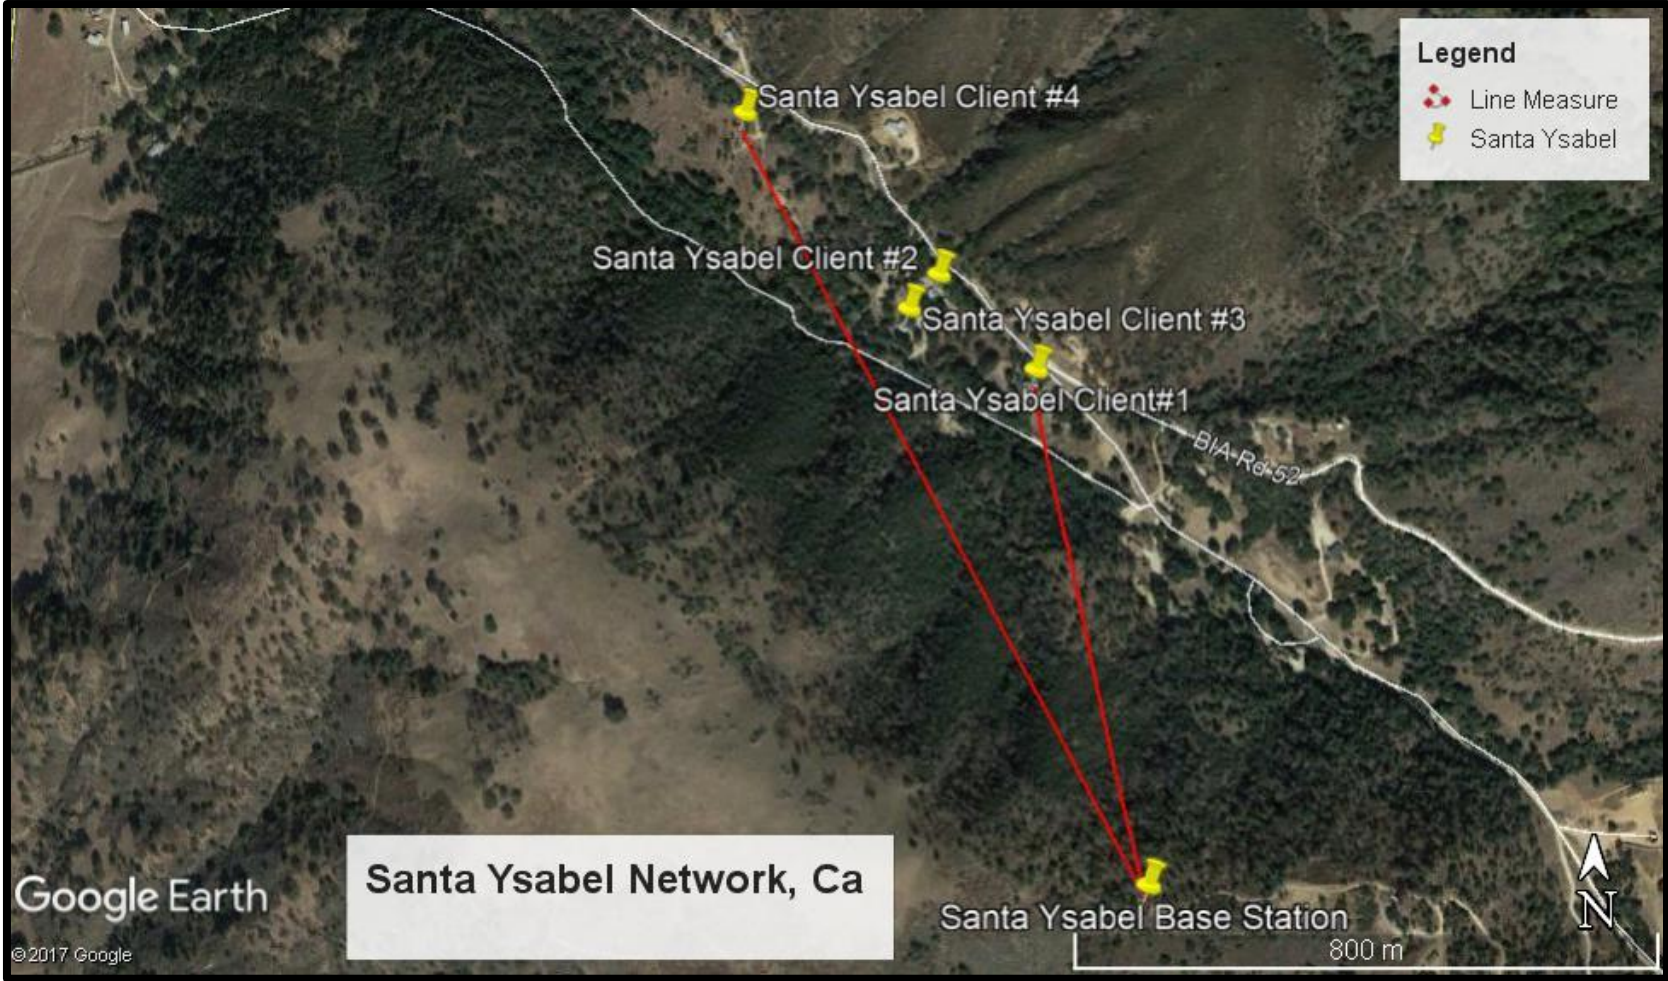 Legend
Line Measure
Santa Ysabel
Santa Ysabel Client #4
Santa Ysabel Client #2
Santa Ysabel Client #3
Santa Ysabel Client#1
BIA Rd 52
Santa Ysabel Network, Ca
Google Earth
©2017 Google
Santa Ysabel Base Station
800 m
N